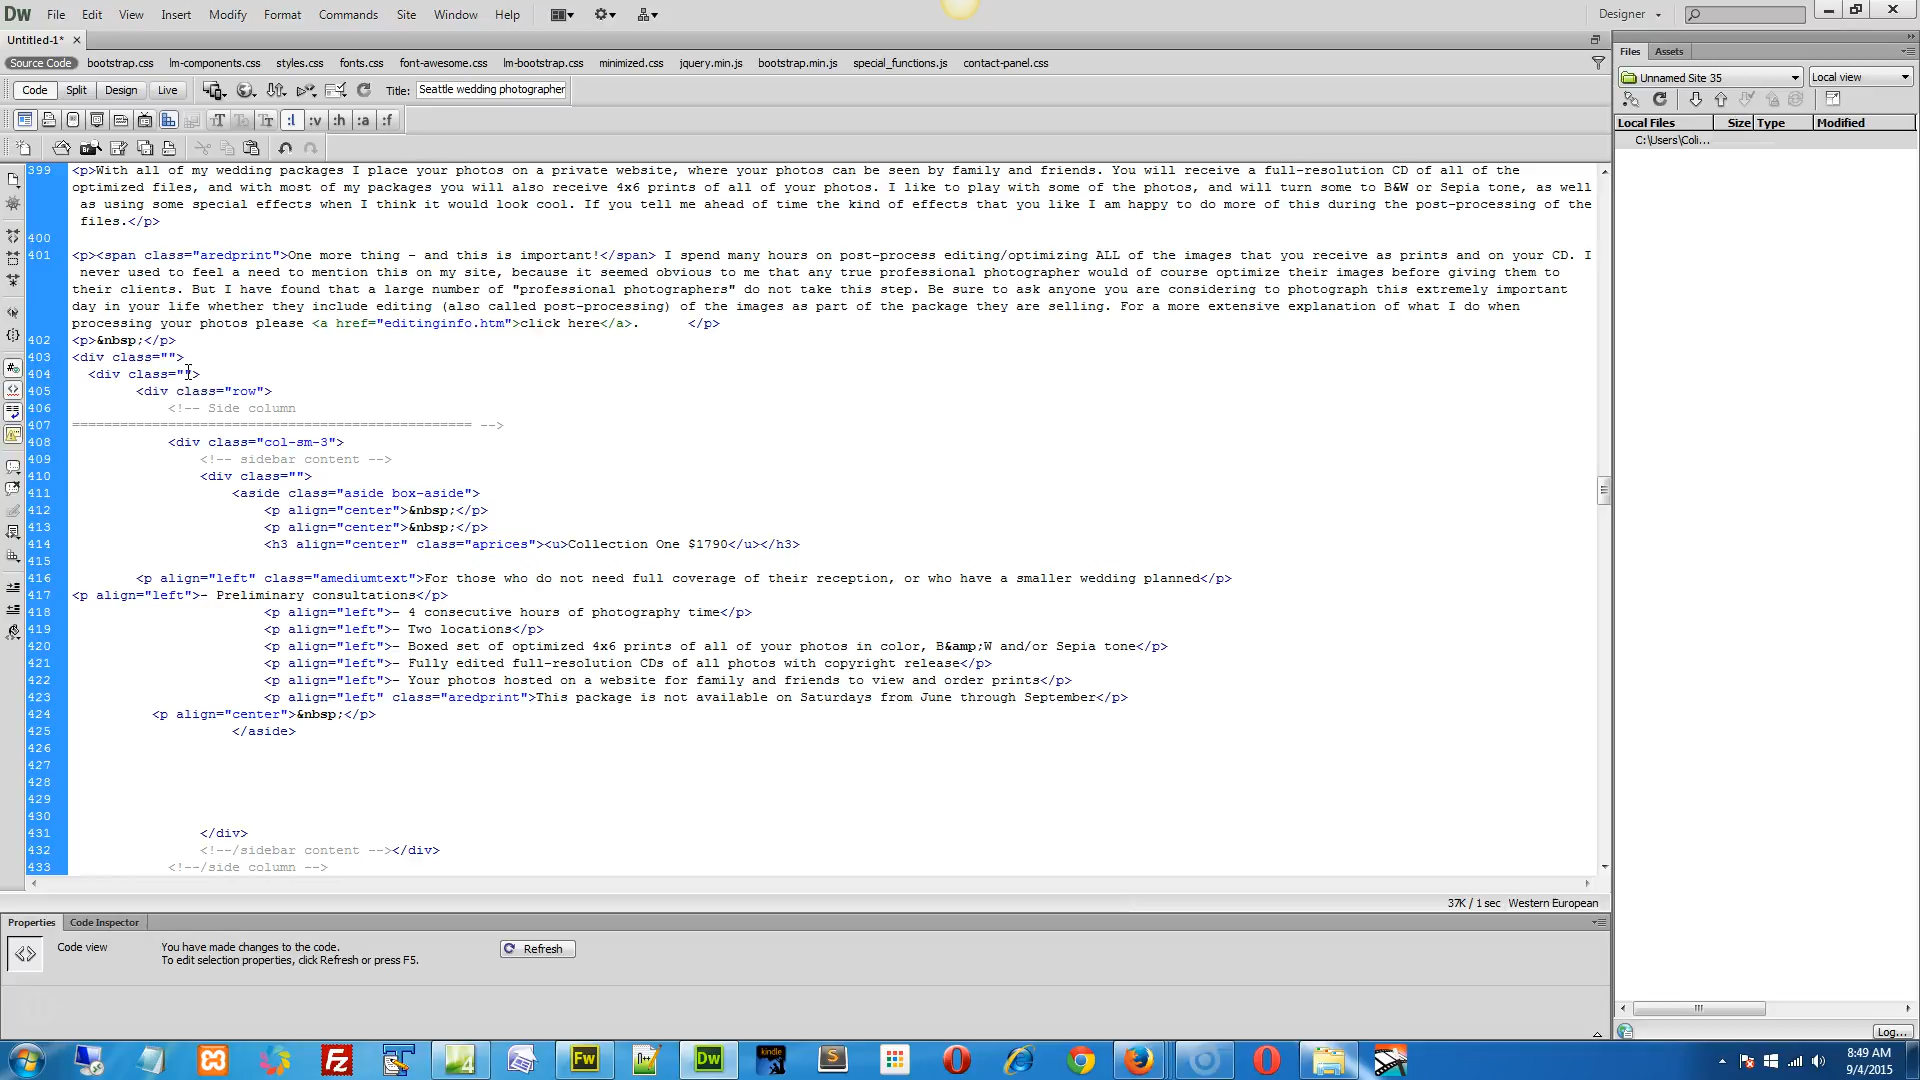 Dw File Edit View Insert Modify Format Commands Site Window Help Designer
Untitled-1*
Source Code bootstrap.css lm-components.css styles.css fonts.css font-awesome.css lm-bootstrap.css minimized.css jquery.min.js bootstrap.min.js special_functions.js contact-panel.css
Code Split Design Live Title: Seattle wedding photographer
:l :v :h :a :f
399 <p>With all of my wedding packages I place your photos on a private website, where your photos can be seen by family and friends. You will receive a full-resolution CD of all of the
optimized files, and with most of my packages you will also receive 4x6 prints of all of your photos. I like to play with some of the photos, and will turn some to B&W or Sepia tone, as well
as using some special effects when I think it would look cool. If you tell me ahead of time the kind of effects that you like I am happy to do more of this during the post-processing of the
files.</p>
400
401 <p><span class="aredprint">One more thing - and this is important!</span> I spend many hours on post-process editing/optimizing ALL of the images that you receive as prints and on your CD. I
never used to feel a need to mention this on my site, because it seemed obvious to me that any true professional photographer would of course optimize their images before giving them to
their clients. But I have found that a large number of "professional photographers" do not take this step. Be sure to ask anyone you are considering to photograph this extremely important
day in your life whether they include editing (also called post-processing) of the images as part of the package they are selling. For a more extensive explanation of what I do when
processing your photos please <a href="editinginfo.htm">click here</a>. </p>
402 <p>&nbsp;</p>
403 <div class="">
404 <div class="">
405 <div class="row">
406 <!-- Side column
407 ================================================== -->
408 <div class="col-sm-3">
409 <!-- sidebar content -->
410 <div class="">
411 <aside class="aside box-aside">
412 <p align="center">&nbsp;</p>
413 <p align="center">&nbsp;</p>
414 <h3 align="center" class="aprices"><u>Collection One $1790</u></h3>
415
416 <p align="left" class="amediumtext">For those who do not need full coverage of their reception, or who have a smaller wedding planned</p>
417 <p align="left">- Preliminary consultations</p>
418 <p align="left">- 4 consecutive hours of photography time</p>
419 <p align="left">- Two locations</p>
420 <p align="left">- Boxed set of optimized 4x6 prints of all of your photos in color, B&amp;W and/or Sepia tone</p>
421 <p align="left">- Fully edited full-resolution CDs of all photos with copyright release</p>
422 <p align="left">- Your photos hosted on a website for family and friends to view and order prints</p>
423 <p align="left" class="aredprint">This package is not available on Saturdays from June through September</p>
424 <p align="center">&nbsp;</p>
425 </aside>
426
427
428
429
430
431 </div>
432 <!--/sidebar content --></div>
433 <!--/side column -->
37K / 1 sec Western European
Properties Code Inspector
Code view You have made changes to the code. Refresh
To edit selection properties, click Refresh or press F5.
Files Assets
Unnamed Site 35 Local view
Local Files Size Type Modified
C:\Users\Coli...
Log...
Fz Fw Dw kindle S
8:49 AM
9/4/2015